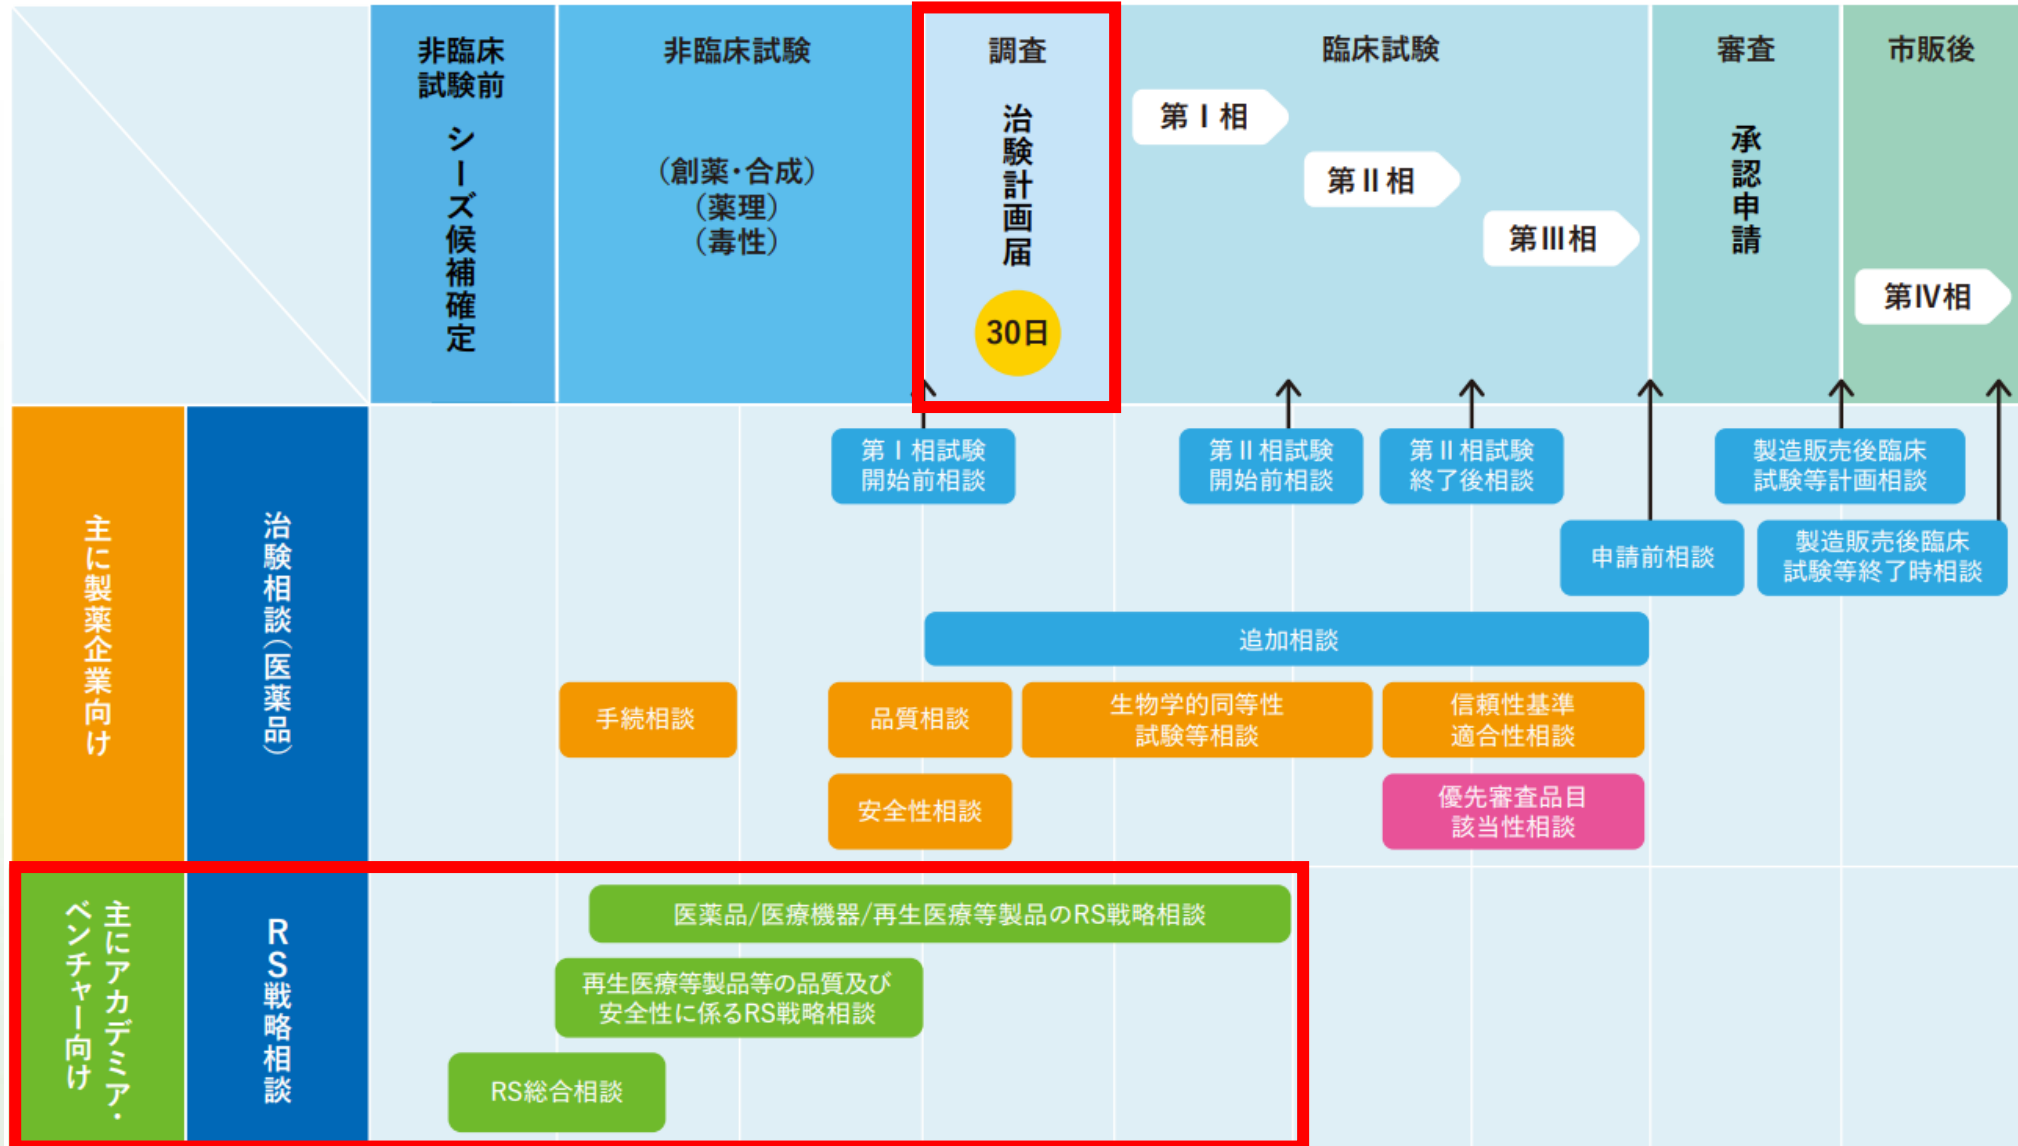 非臨床
試験前
シーズ候補確定
非臨床試験
(創薬・合成)
(薬理)
(毒性)
調査
治験計画届
30日
臨床試験
第Ⅰ相
第Ⅱ相
第Ⅲ相
審査
承認申請
市販後
第Ⅳ相
主に製薬企業向け
治験相談(医薬品)
第Ⅰ相試験
開始前相談
第Ⅱ相試験
開始前相談
第Ⅱ相試験
終了後相談
製造販売後臨床
試験等計画相談
申請前相談
製造販売後臨床
試験等終了時相談
追加相談
手続相談
品質相談
生物学的同等性
試験等相談
信頼性基準
適合性相談
安全性相談
優先審査品目
該当性相談
主にアカデミア・
ベンチャー向け
RS戦略相談
医薬品/医療機器/再生医療等製品のRS戦略相談
再生医療等製品等の品質及び
安全性に係るRS戦略相談
RS総合相談